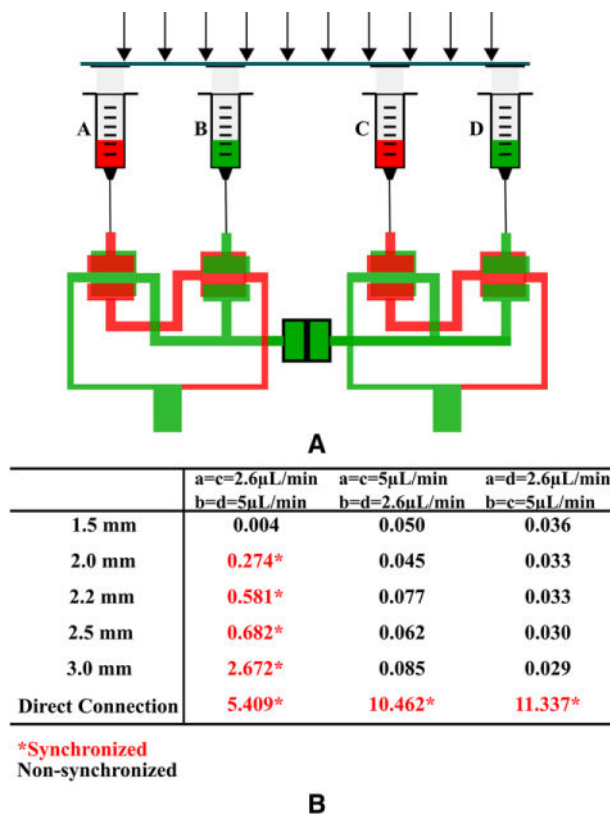 A B C D
A
a=c=2.6µL/min a=c=5µL/min a=d=2.6µL/min
b=d=5µL/min b=d=2.6µL/min b=c=5µL/min
1.5 mm 0.004 0.050 0.036
2.0 mm 0.274* 0.045 0.033
2.2 mm 0.581* 0.077 0.033
2.5 mm 0.682* 0.062 0.030
3.0 mm 2.672* 0.085 0.029
Direct Connection 5.409* 10.462* 11.337*
*Synchronized
Non-synchronized
B